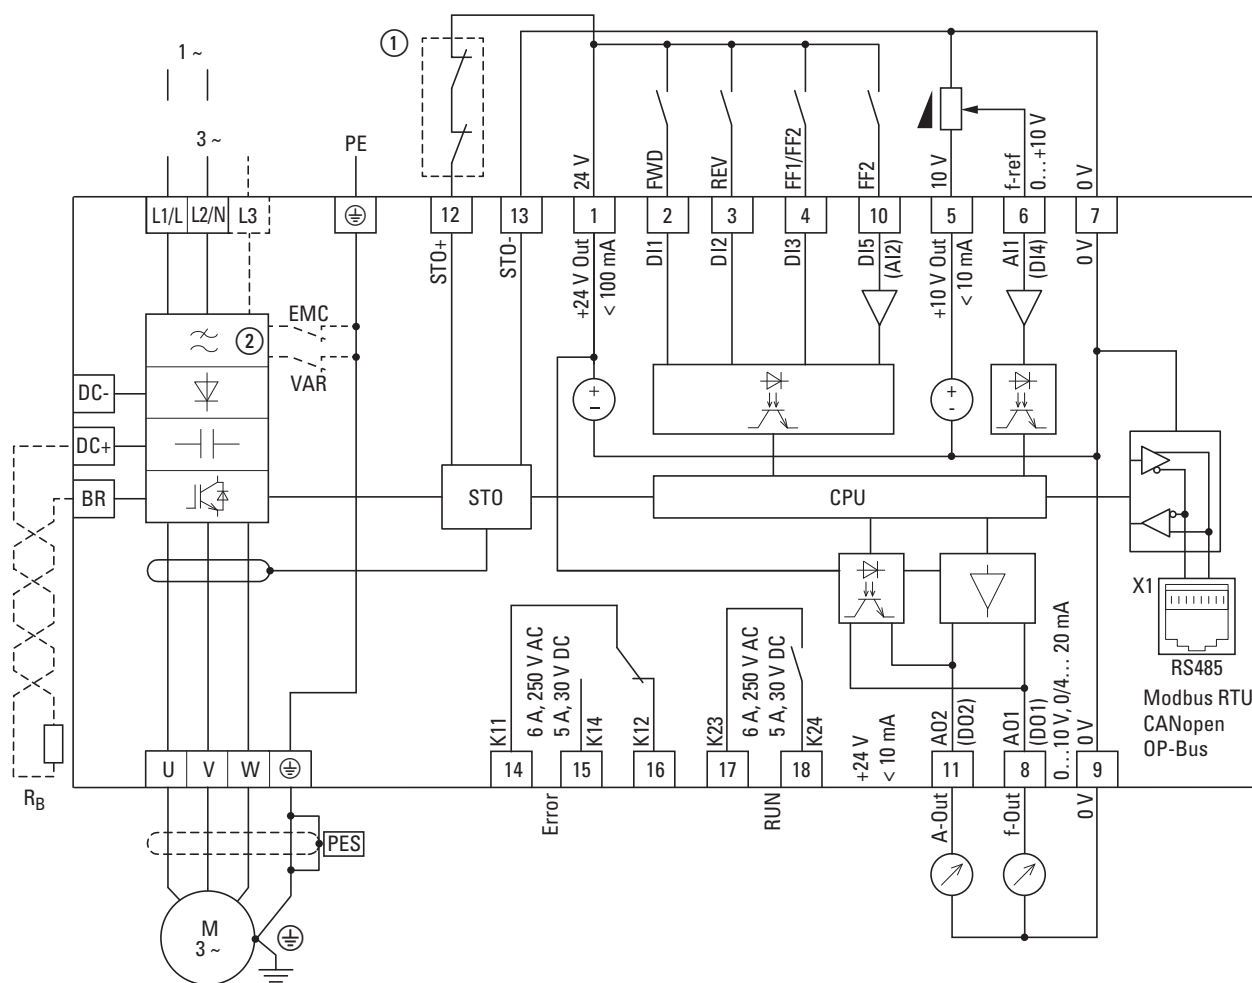 1 ~
3 ~
PE
1
24 V
FWD
REV
FF1/FF2
FF2
10 V
f-ref
0...+10 V
0 V
L1/L
L2/N
L3
12
13
1
2
3
4
10
5
6
7
STO+
STO-
+24 V Out
< 100 mA
DI1
DI2
DI3
DI5
(AI2)
+10 V Out
< 10 mA
AI1
(DI4)
0 V
EMC
2
VAR
DC-
DC+
BR
+
−
+
-
STO
CPU
X1
RS485
Modbus RTU
CANopen
OP-Bus
K11
6 A, 250 V AC
5 A, 30 V DC
K14
K12
K23
6 A, 250 V AC
5 A, 30 V DC
K24
+24 V
< 10 mA
AO2
(DO2)
AO1
(DO1)
0...10 V, 0/4... 20 mA
0 V
U
V
W
14
15
16
17
18
11
8
9
RB
Error
RUN
A-Out
f-Out
0 V
PES
M
3 ~